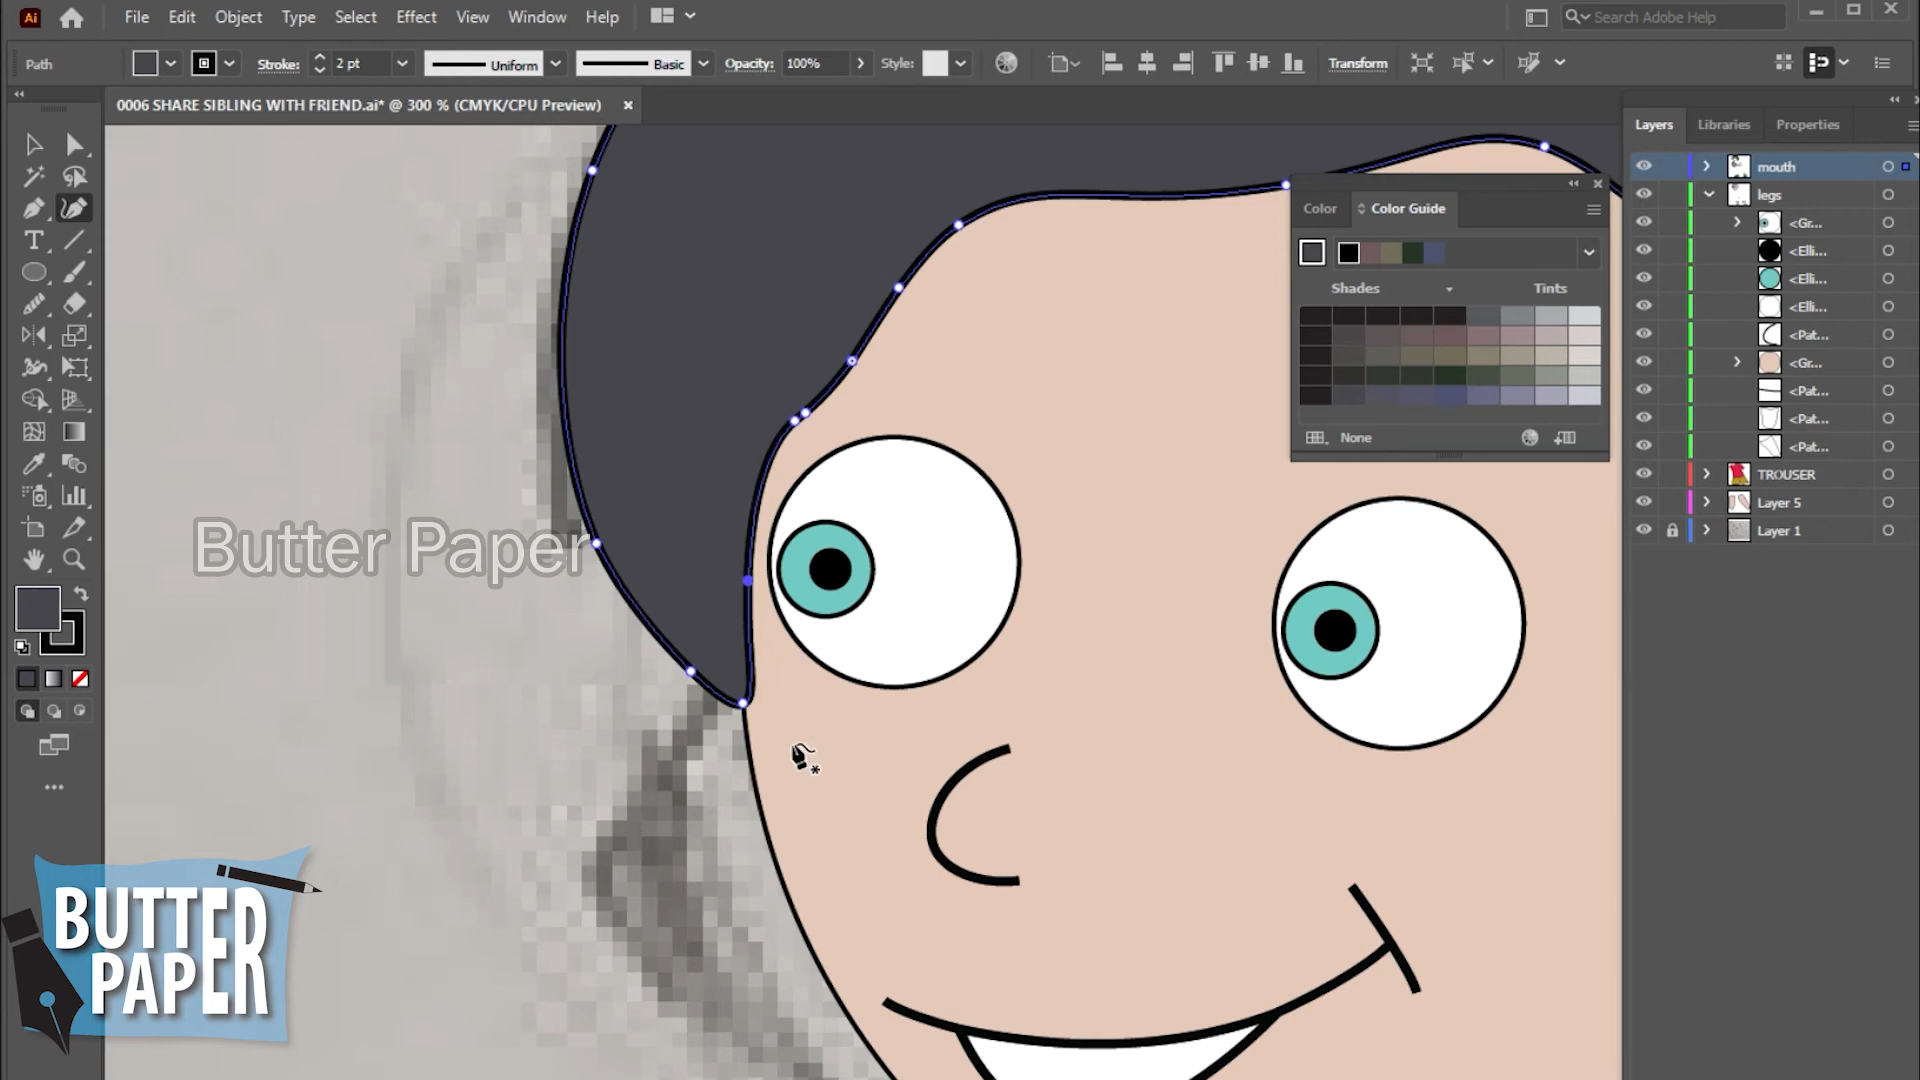 Ai File Edit Object Type Select Effect View Window Help Search Adobe Help
Path Stroke: 2 pt Uniform Basic Opacity: 100% Style: Transform
0006 SHARE SIBLING WITH FRIEND.ai* @ 300 % (CMYK/CPU Preview)
Layers Libraries Properties
mouth
legs
<Gr...
<Elli...
<Elli...
<Elli...
<Pat...
<Gr...
<Pat...
<Pat...
<Pat...
TROUSER
Layer 5
Layer 1
Color Color Guide
Shades Tints
None
Butter Paper
BUTTER
PAPER